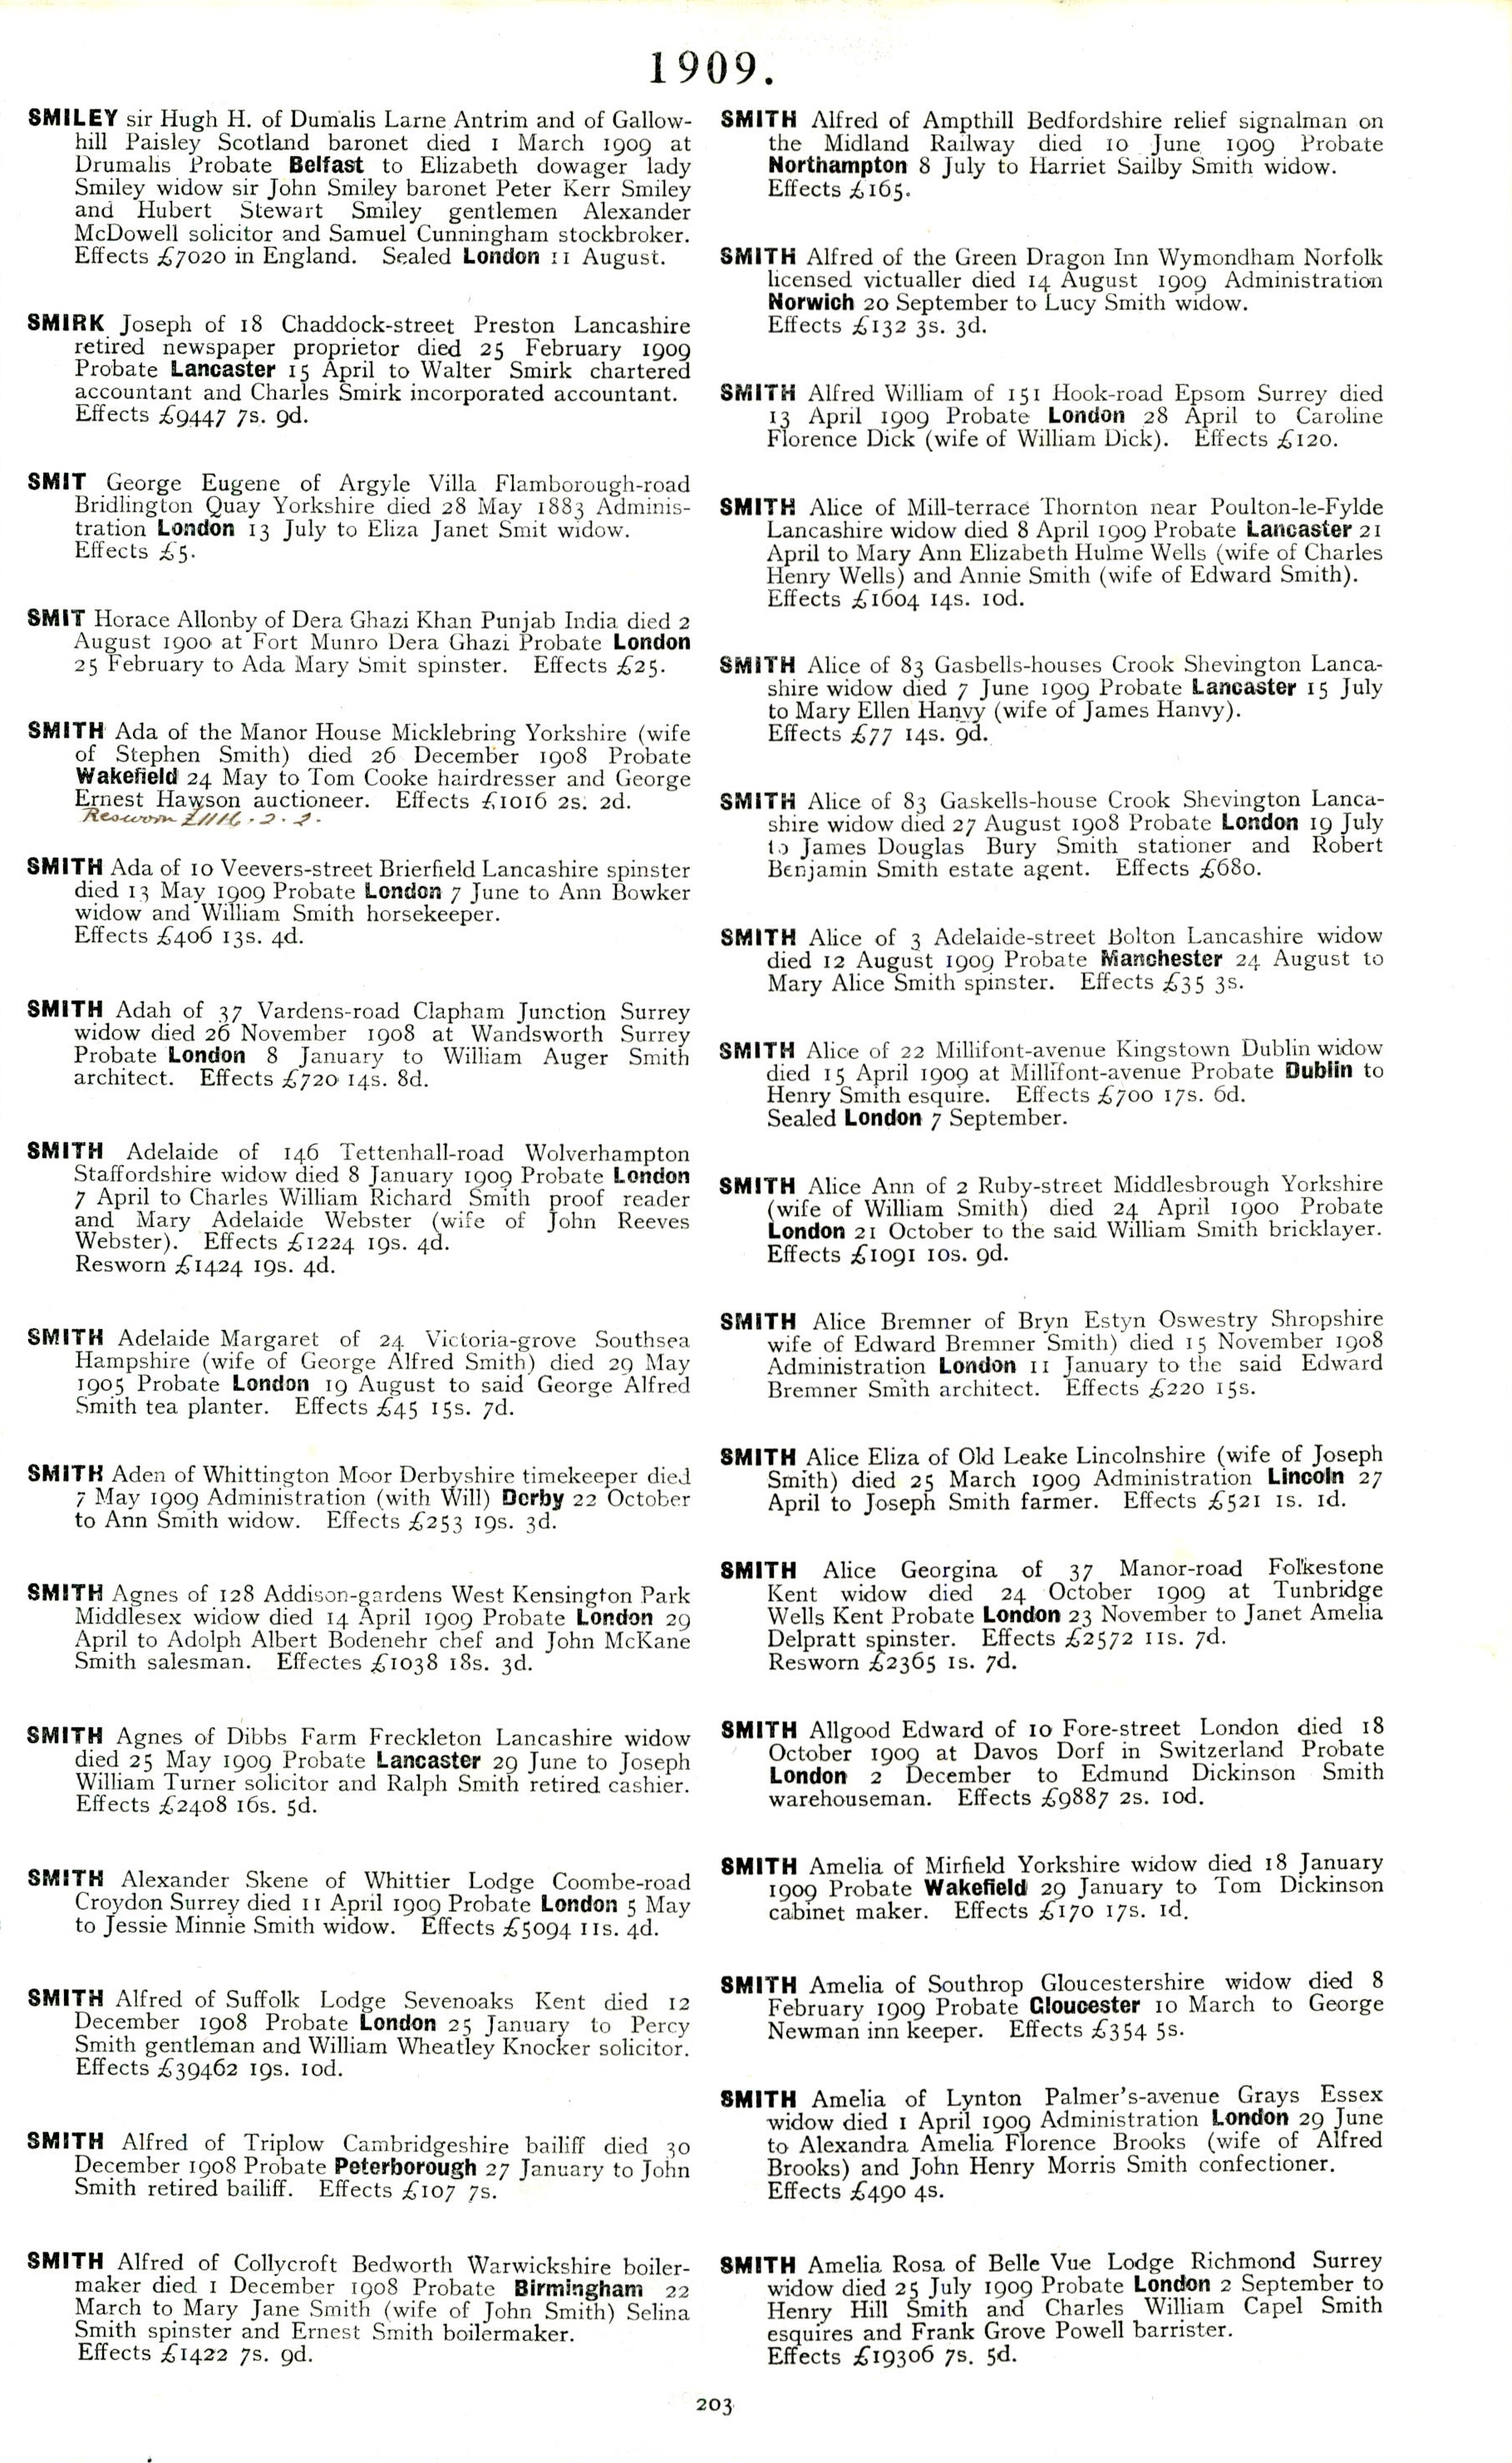 1909.
SMILEY sir Hugh H. of Dumalis Larne Antrim and of Gallow-
hill Paisley Scotland baronet died 1 March 1909 at
Drumalis Probate Belfast to Elizabeth dowager lady
Smiley widow sir John Smiley baronet Peter Kerr Smiley
and Hubert Stewart Smiley gentlemen Alexander
McDowell solicitor and Samuel Cunningham stockbroker.
Effects £7020 in England. Sealed London 11 August.
SMIRK Joseph of 18 Chaddock-street Preston Lancashire
retired newspaper proprietor died 25 February 1909
Probate Lancaster 15 April to Walter Smirk chartered
accountant and Charles Smirk incorporated accountant.
Effects £9447 7s. 9d.
SMIT George Eugene of Argyle Villa Flamborough-road
Bridlington Quay Yorkshire died 28 May 1883 Adminis-
tration London 13 July to Eliza Janet Smit widow.
Effects £5.
SMIT Horace Allonby of Dera Ghazi Khan Punjab India died 2
August 1900 at Fort Munro Dera Ghazi Probate London
25 February to Ada Mary Smit spinster. Effects £25.
SMITH Ada of the Manor House Micklebring Yorkshire (wife
of Stephen Smith) died 26 December 1908 Probate
Wakefield 24 May to Tom Cooke hairdresser and George
Ernest Hawson auctioneer. Effects £1016 2s. 2d.
Resworn £1116. 2. 2.
SMITH Ada of 10 Veevers-street Brierfield Lancashire spinster
died 13 May 1909 Probate London 7 June to Ann Bowker
widow and William Smith horsekeeper.
Effects £406 13s. 4d.
SMITH Adah of 37 Vardens-road Clapham Junction Surrey
widow died 26 November 1908 at Wandsworth Surrey
Probate London 8 January to William Auger Smith
architect. Effects £720 14s. 8d.
SMITH Adelaide of 146 Tettenhall-road Wolverhampton
Staffordshire widow died 8 January 1909 Probate London
7 April to Charles William Richard Smith proof reader
and Mary Adelaide Webster (wife of John Reeves
Webster). Effects £1224 19s. 4d.
Resworn £1424 19s. 4d.
SMITH Adelaide Margaret of 24 Victoria-grove Southsea
Hampshire (wife of George Alfred Smith) died 29 May
1905 Probate London 19 August to said George Alfred
Smith tea planter. Effects £45 15s. 7d.
SMITH Aden of Whittington Moor Derbyshire timekeeper died
7 May 1909 Administration (with Will) Derby 22 October
to Ann Smith widow. Effects £253 19s. 3d.
SMITH Agnes of 128 Addison-gardens West Kensington Park
Middlesex widow died 14 April 1909 Probate London 29
April to Adolph Albert Bodenehr chef and John McKane
Smith salesman. Effectes £1038 18s. 3d.
SMITH Agnes of Dibbs Farm Freckleton Lancashire widow
died 25 May 1909 Probate Lancaster 29 June to Joseph
William Turner solicitor and Ralph Smith retired cashier.
Effects £2408 16s. 5d.
SMITH Alexander Skene of Whittier Lodge Coombe-road
Croydon Surrey died 11 April 1909 Probate London 5 May
to Jessie Minnie Smith widow. Effects £5094 11s. 4d.
SMITH Alfred of Suffolk Lodge Sevenoaks Kent died 12
December 1908 Probate London 25 January to Percy
Smith gentleman and William Wheatley Knocker solicitor.
Effects £39462 19s. 10d.
SMITH Alfred of Triplow Cambridgeshire bailiff died 30
December 1908 Probate Peterborough 27 January to John
Smith retired bailiff. Effects £107 7s.
SMITH Alfred of Collycroft Bedworth Warwickshire boiler-
maker died 1 December 1908 Probate Birmingham 22
March to Mary Jane Smith (wife of John Smith) Selina
Smith spinster and Ernest Smith boilermaker.
Effects £1422 7s. 9d.
SMITH Alfred of Ampthill Bedfordshire relief signalman on
the Midland Railway died 10 June 1909 Probate
Northampton 8 July to Harriet Sailby Smith widow.
Effects £165.
SMITH Alfred of the Green Dragon Inn Wymondham Norfolk
licensed victualler died 14 August 1909 Administration
Norwich 20 September to Lucy Smith widow.
Effects £132 3s. 3d.
SMITH Alfred William of 151 Hook-road Epsom Surrey died
13 April 1909 Probate London 28 April to Caroline
Florence Dick (wife of William Dick). Effects £120.
SMITH Alice of Mill-terrace Thornton near Poulton-le-Fylde
Lancashire widow died 8 April 1909 Probate Lancaster 21
April to Mary Ann Elizabeth Hulme Wells (wife of Charles
Henry Wells) and Annie Smith (wife of Edward Smith).
Effects £1604 14s. 10d.
SMITH Alice of 83 Gasbells-houses Crook Shevington Lanca-
shire widow died 7 June 1909 Probate Lancaster 15 July
to Mary Ellen Hanvy (wife of James Hanvy).
Effects £77 14s. 9d.
SMITH Alice of 83 Gaskells-house Crook Shevington Lanca-
shire widow died 27 August 1908 Probate London 19 July
to James Douglas Bury Smith stationer and Robert
Benjamin Smith estate agent. Effects £680.
SMITH Alice of 3 Adelaide-street Bolton Lancashire widow
died 12 August 1909 Probate Manchester 24 August to
Mary Alice Smith spinster. Effects £35 3s.
SMITH Alice of 22 Millifont-avenue Kingstown Dublin widow
died 15 April 1909 at Millifont-avenue Probate Dublin to
Henry Smith esquire. Effects £700 17s. 6d.
Sealed London 7 September.
SMITH Alice Ann of 2 Ruby-street Middlesbrough Yorkshire
(wife of William Smith) died 24 April 1900 Probate
London 21 October to the said William Smith bricklayer.
Effects £1091 10s. 9d.
SMITH Alice Bremner of Bryn Estyn Oswestry Shropshire
wife of Edward Bremner Smith) died 15 November 1908
Administration London 11 January to the said Edward
Bremner Smith architect. Effects £220 15s.
SMITH Alice Eliza of Old Leake Lincolnshire (wife of Joseph
Smith) died 25 March 1909 Administration Lincoln 27
April to Joseph Smith farmer. Effects £521 1s. 1d.
SMITH Alice Georgina of 37 Manor-road Folkestone
Kent widow died 24 October 1909 at Tunbridge
Wells Kent Probate London 23 November to Janet Amelia
Delpratt spinster. Effects £2572 11s. 7d.
Resworn £2365 1s. 7d.
SMITH Allgood Edward of 10 Fore-street London died 18
October 1909 at Davos Dorf in Switzerland Probate
London 2 December to Edmund Dickinson Smith
warehouseman. Effects £9887 2s. 10d.
SMITH Amelia of Mirfield Yorkshire widow died 18 January
1909 Probate Wakefield 29 January to Tom Dickinson
cabinet maker. Effects £170 17s. 1d.
SMITH Amelia of Southrop Gloucestershire widow died 8
February 1909 Probate Gloucester 10 March to George
Newman inn keeper. Effects £354 5s.
SMITH Amelia of Lynton Palmer's-avenue Grays Essex
widow died 1 April 1909 Administration London 29 June
to Alexandra Amelia Florence Brooks (wife of Alfred
Brooks) and John Henry Morris Smith confectioner.
Effects £490 4s.
SMITH Amelia Rosa of Belle Vue Lodge Richmond Surrey
widow died 25 July 1909 Probate London 2 September to
Henry Hill Smith and Charles William Capel Smith
esquires and Frank Grove Powell barrister.
Effects £19306 7s. 5d.
203